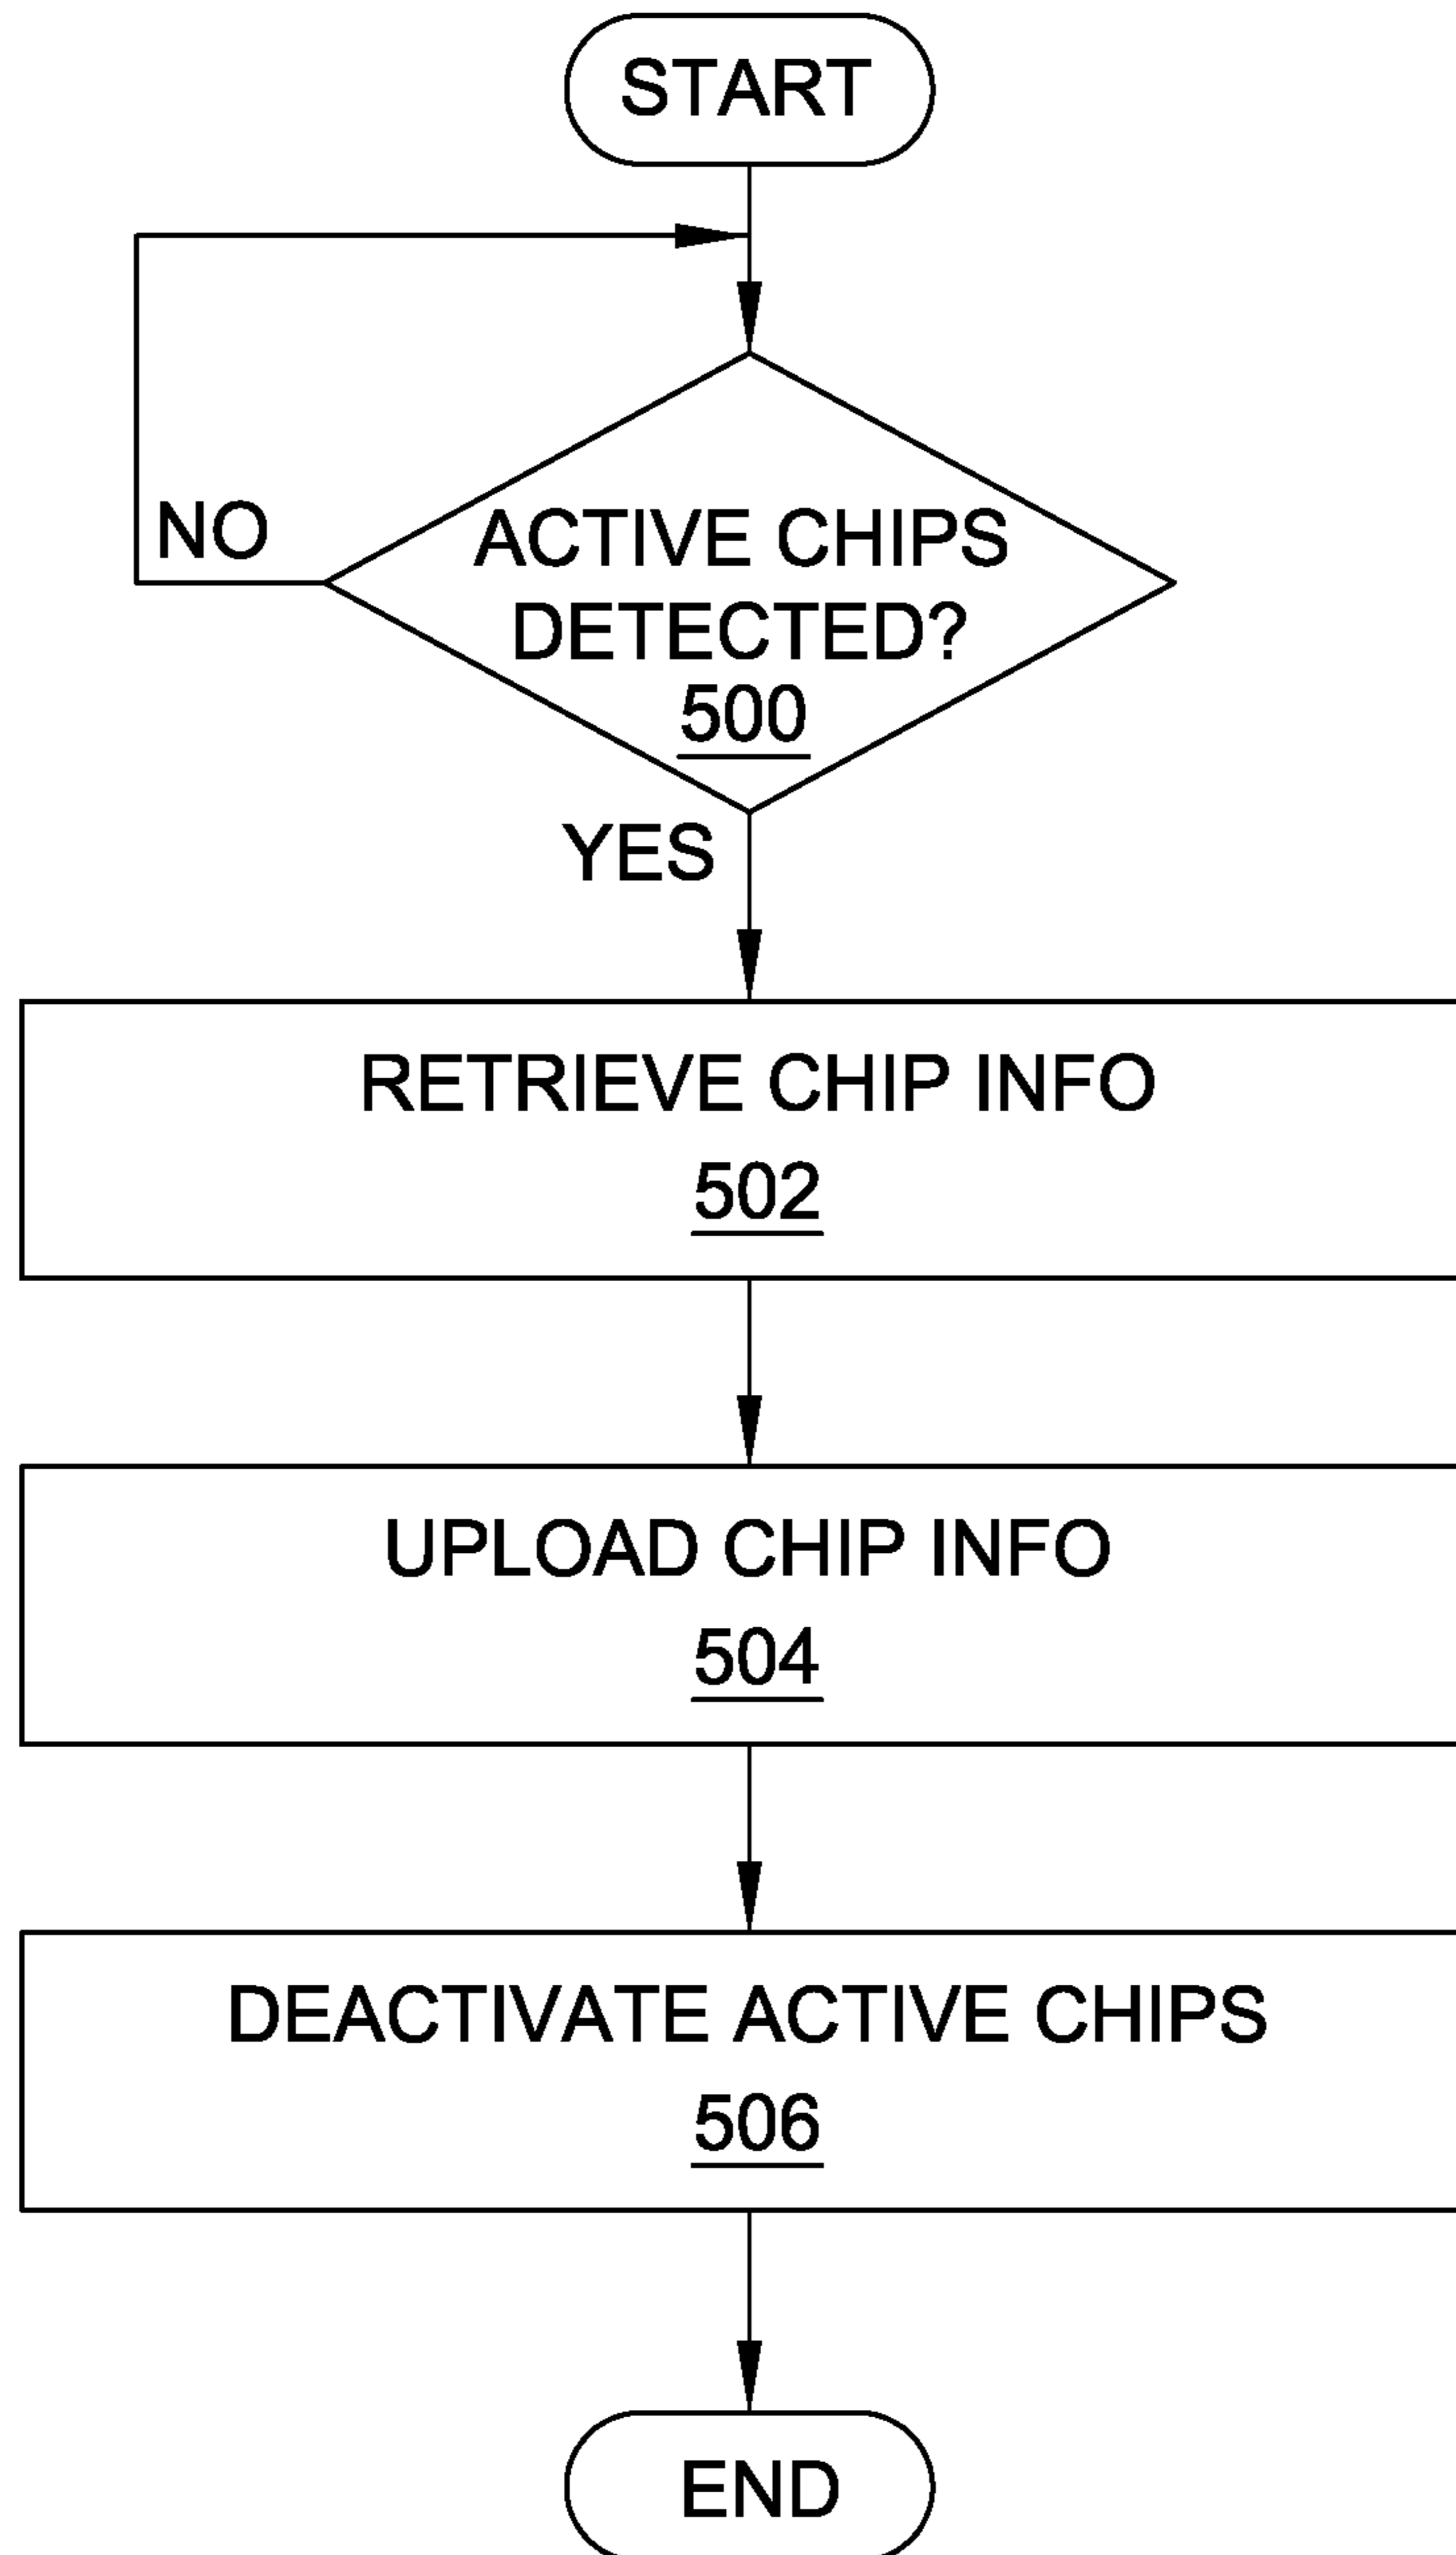 START
NO
ACTIVE CHIPS
DETECTED?
500
YES
RETRIEVE CHIP INFO
502
UPLOAD CHIP INFO
504
DEACTIVATE ACTIVE CHIPS
506
END